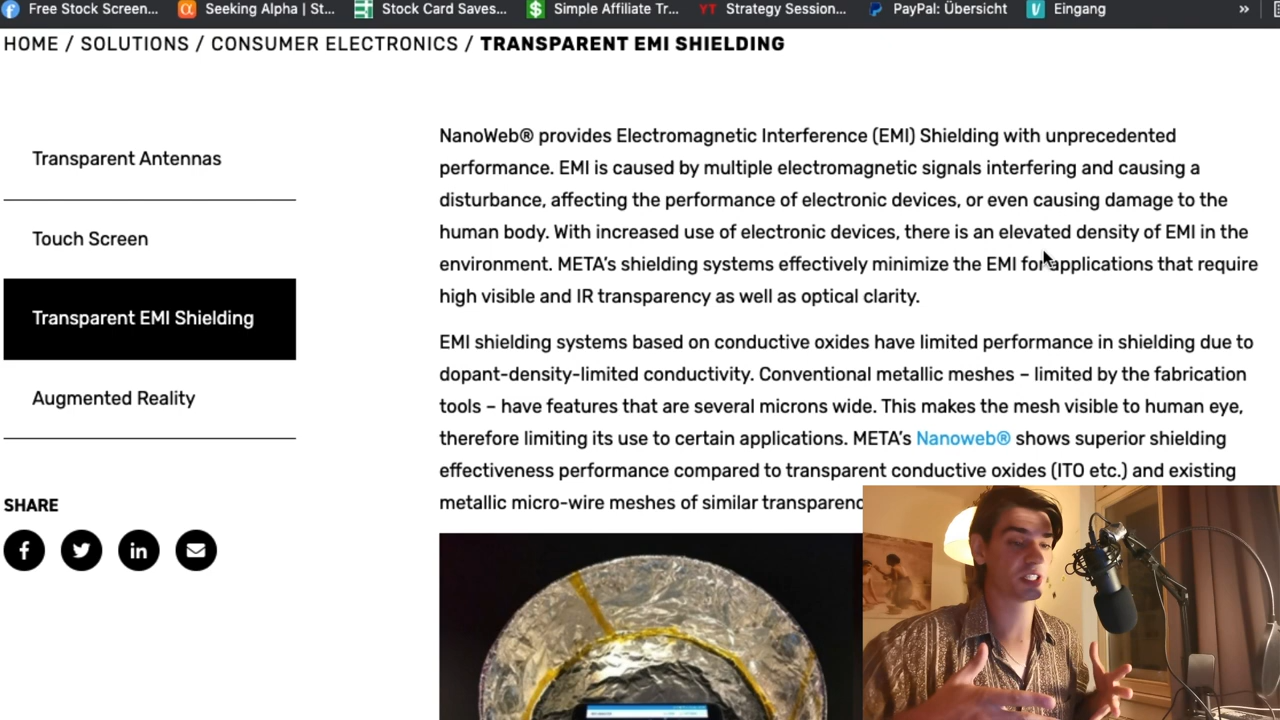 Free Stock Screen...
Seeking Alpha | St...
Stock Card Saves...
Simple Affiliate Tr...
YT Strategy Session...
PayPal: Übersicht
Eingang
»
HOME / SOLUTIONS / CONSUMER ELECTRONICS / TRANSPARENT EMI SHIELDING
Transparent Antennas
Touch Screen
Transparent EMI Shielding
Augmented Reality
SHARE
NanoWeb® provides Electromagnetic Interference (EMI) Shielding with unprecedented
performance. EMI is caused by multiple electromagnetic signals interfering and causing a
disturbance, affecting the performance of electronic devices, or even causing damage to the
human body. With increased use of electronic devices, there is an elevated density of EMI in the
environment. META's shielding systems effectively minimize the EMI for applications that require
high visible and IR transparency as well as optical clarity.
EMI shielding systems based on conductive oxides have limited performance in shielding due to
dopant-density-limited conductivity. Conventional metallic meshes – limited by the fabrication
tools – have features that are several microns wide. This makes the mesh visible to human eye,
therefore limiting its use to certain applications. META's Nanoweb® shows superior shielding
effectiveness performance compared to transparent conductive oxides (ITO etc.) and existing
metallic micro-wire meshes of similar transparenc